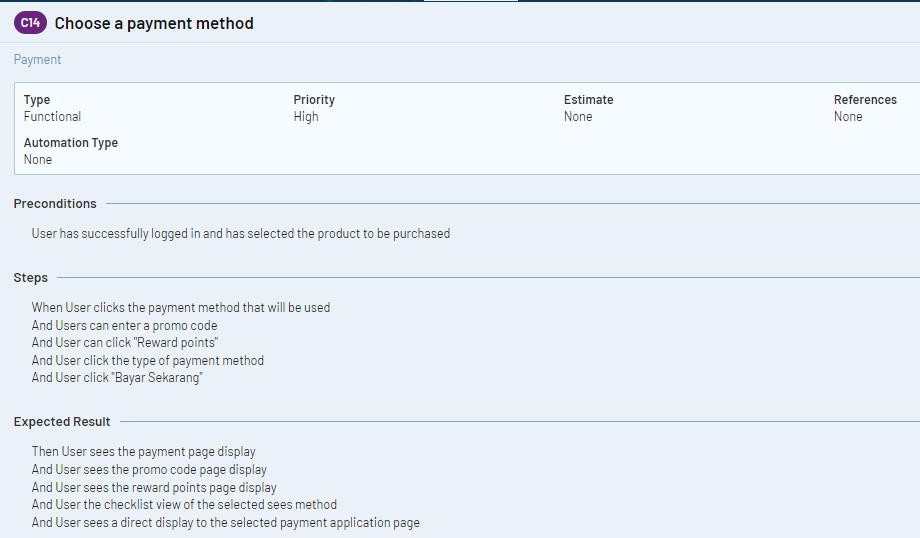 C14 Choose a payment method
Payment
Type Priority Estimate References
Functional High None None
Automation Type
None
Preconditions
User has successfully logged in and has selected the product to be purchased
Steps
When User clicks the payment method that will be used
And Users can enter a promo code
And User can click "Reward points"
And User click the type of payment method
And User click "Bayar Sekarang"
Expected Result
Then User sees the payment page display
And User sees the promo code page display
And User sees the reward points page display
And User the checklist view of the selected sees method
And User sees a direct display to the selected payment application page